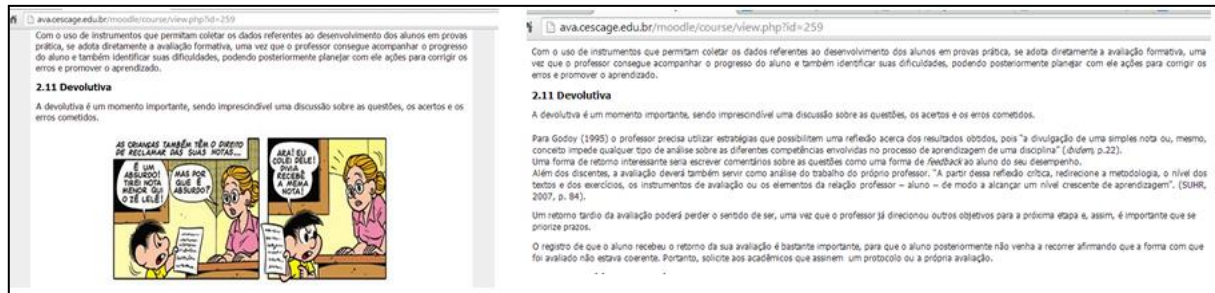 ava.cescage.edu.br/moodle/course/view.php?id=259
Com o uso de instrumentos que permitam coletar os dados referentes ao desenvolvimento dos alunos em provas
prática, se adota diretamente a avaliação formativa, uma vez que o professor consegue acompanhar o progresso
do aluno e também identificar suas dificuldades, podendo posteriormente planejar com ele ações para corrigir os
erros e promover o aprendizado.
2.11 Devolutiva
A devolutiva é um momento importante, sendo imprescindível uma discussão sobre as questões, os acertos e os
erros cometidos.
AS CRIANÇAS TAMBÉM TÊM O DIREITO
DE RECLAMAR DAS SUAS NOTAS...
É UM
ABSURDO!
TIREI NOTA
MENOR QUI
O ZÉ LELÉ!
MAS POR
QUE É
ABSURDO?
ARA! EU
COLEI DELE!
DIVIA
RECEBÊ
A MEMA
NOTA!
ava.cescage.edu.br/moodle/course/view.php?id=259
Com o uso de instrumentos que permitam coletar os dados referentes ao desenvolvimento dos alunos em provas prática, se adota diretamente a avaliação formativa, uma
vez que o professor consegue acompanhar o progresso do aluno e também identificar suas dificuldades, podendo posteriormente planejar com ele ações para corrigir os
erros e promover o aprendizado.
2.11 Devolutiva
A devolutiva é um momento importante, sendo imprescindível uma discussão sobre as questões, os acertos e os erros cometidos.
Para Godoy (1995) o professor precisa utilizar estratégias que possibilitem uma reflexão acerca dos resultados obtidos, pois "a divulgação de uma simples nota ou, mesmo,
conceito impede qualquer tipo de análise sobre as diferentes competências envolvidas no processo de aprendizagem de uma disciplina" (ibidem, p.22).
Uma forma de retorno interessante seria escrever comentários sobre as questões como uma forma de feedback ao aluno do seu desempenho.
Além dos discentes, a avaliação deverá também servir como análise do trabalho do próprio professor. "A partir dessa reflexão crítica, redirecione a metodologia, o nível dos
textos e dos exercícios, os instrumentos de avaliação ou os elementos da relação professor – aluno – de modo a alcançar um nível crescente de aprendizagem". (SUHR,
2007, p. 84).
Um retorno tardio da avaliação poderá perder o sentido de ser, uma vez que o professor já direcionou outros objetivos para a próxima etapa e, assim, é importante que se
priorize prazos.
O registro de que o aluno recebeu o retorno da sua avaliação é bastante importante, para que o aluno posteriormente não venha a recorrer afirmando que a forma com que
foi avaliado não estava coerente. Portanto, solicite aos acadêmicos que assinem um protocolo ou a própria avaliação.